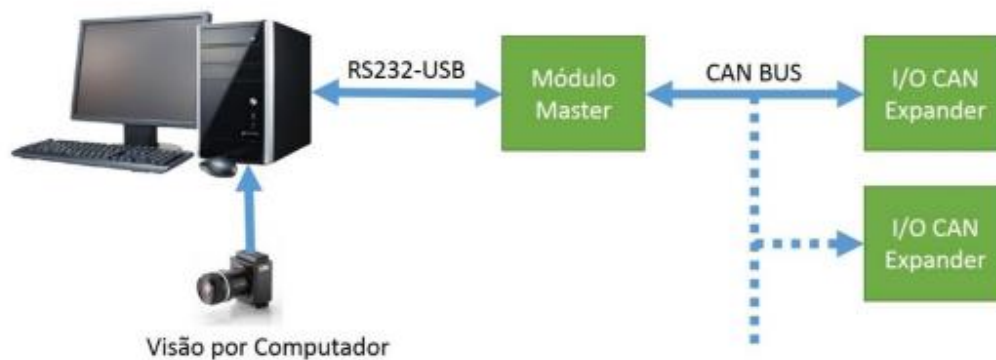 RS232-USB
Módulo
Master
CAN BUS
I/O CAN
Expander
I/O CAN
Expander
Visão por Computador